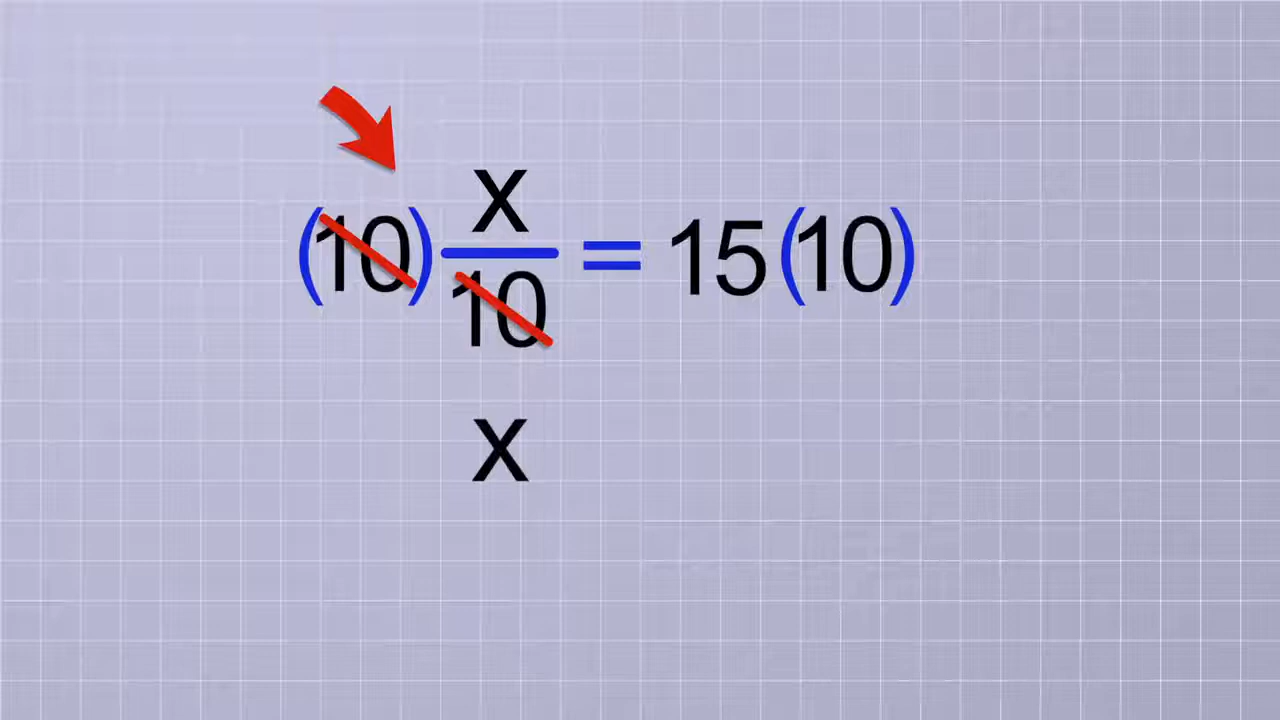 (10) x/10 = 15(10)
x